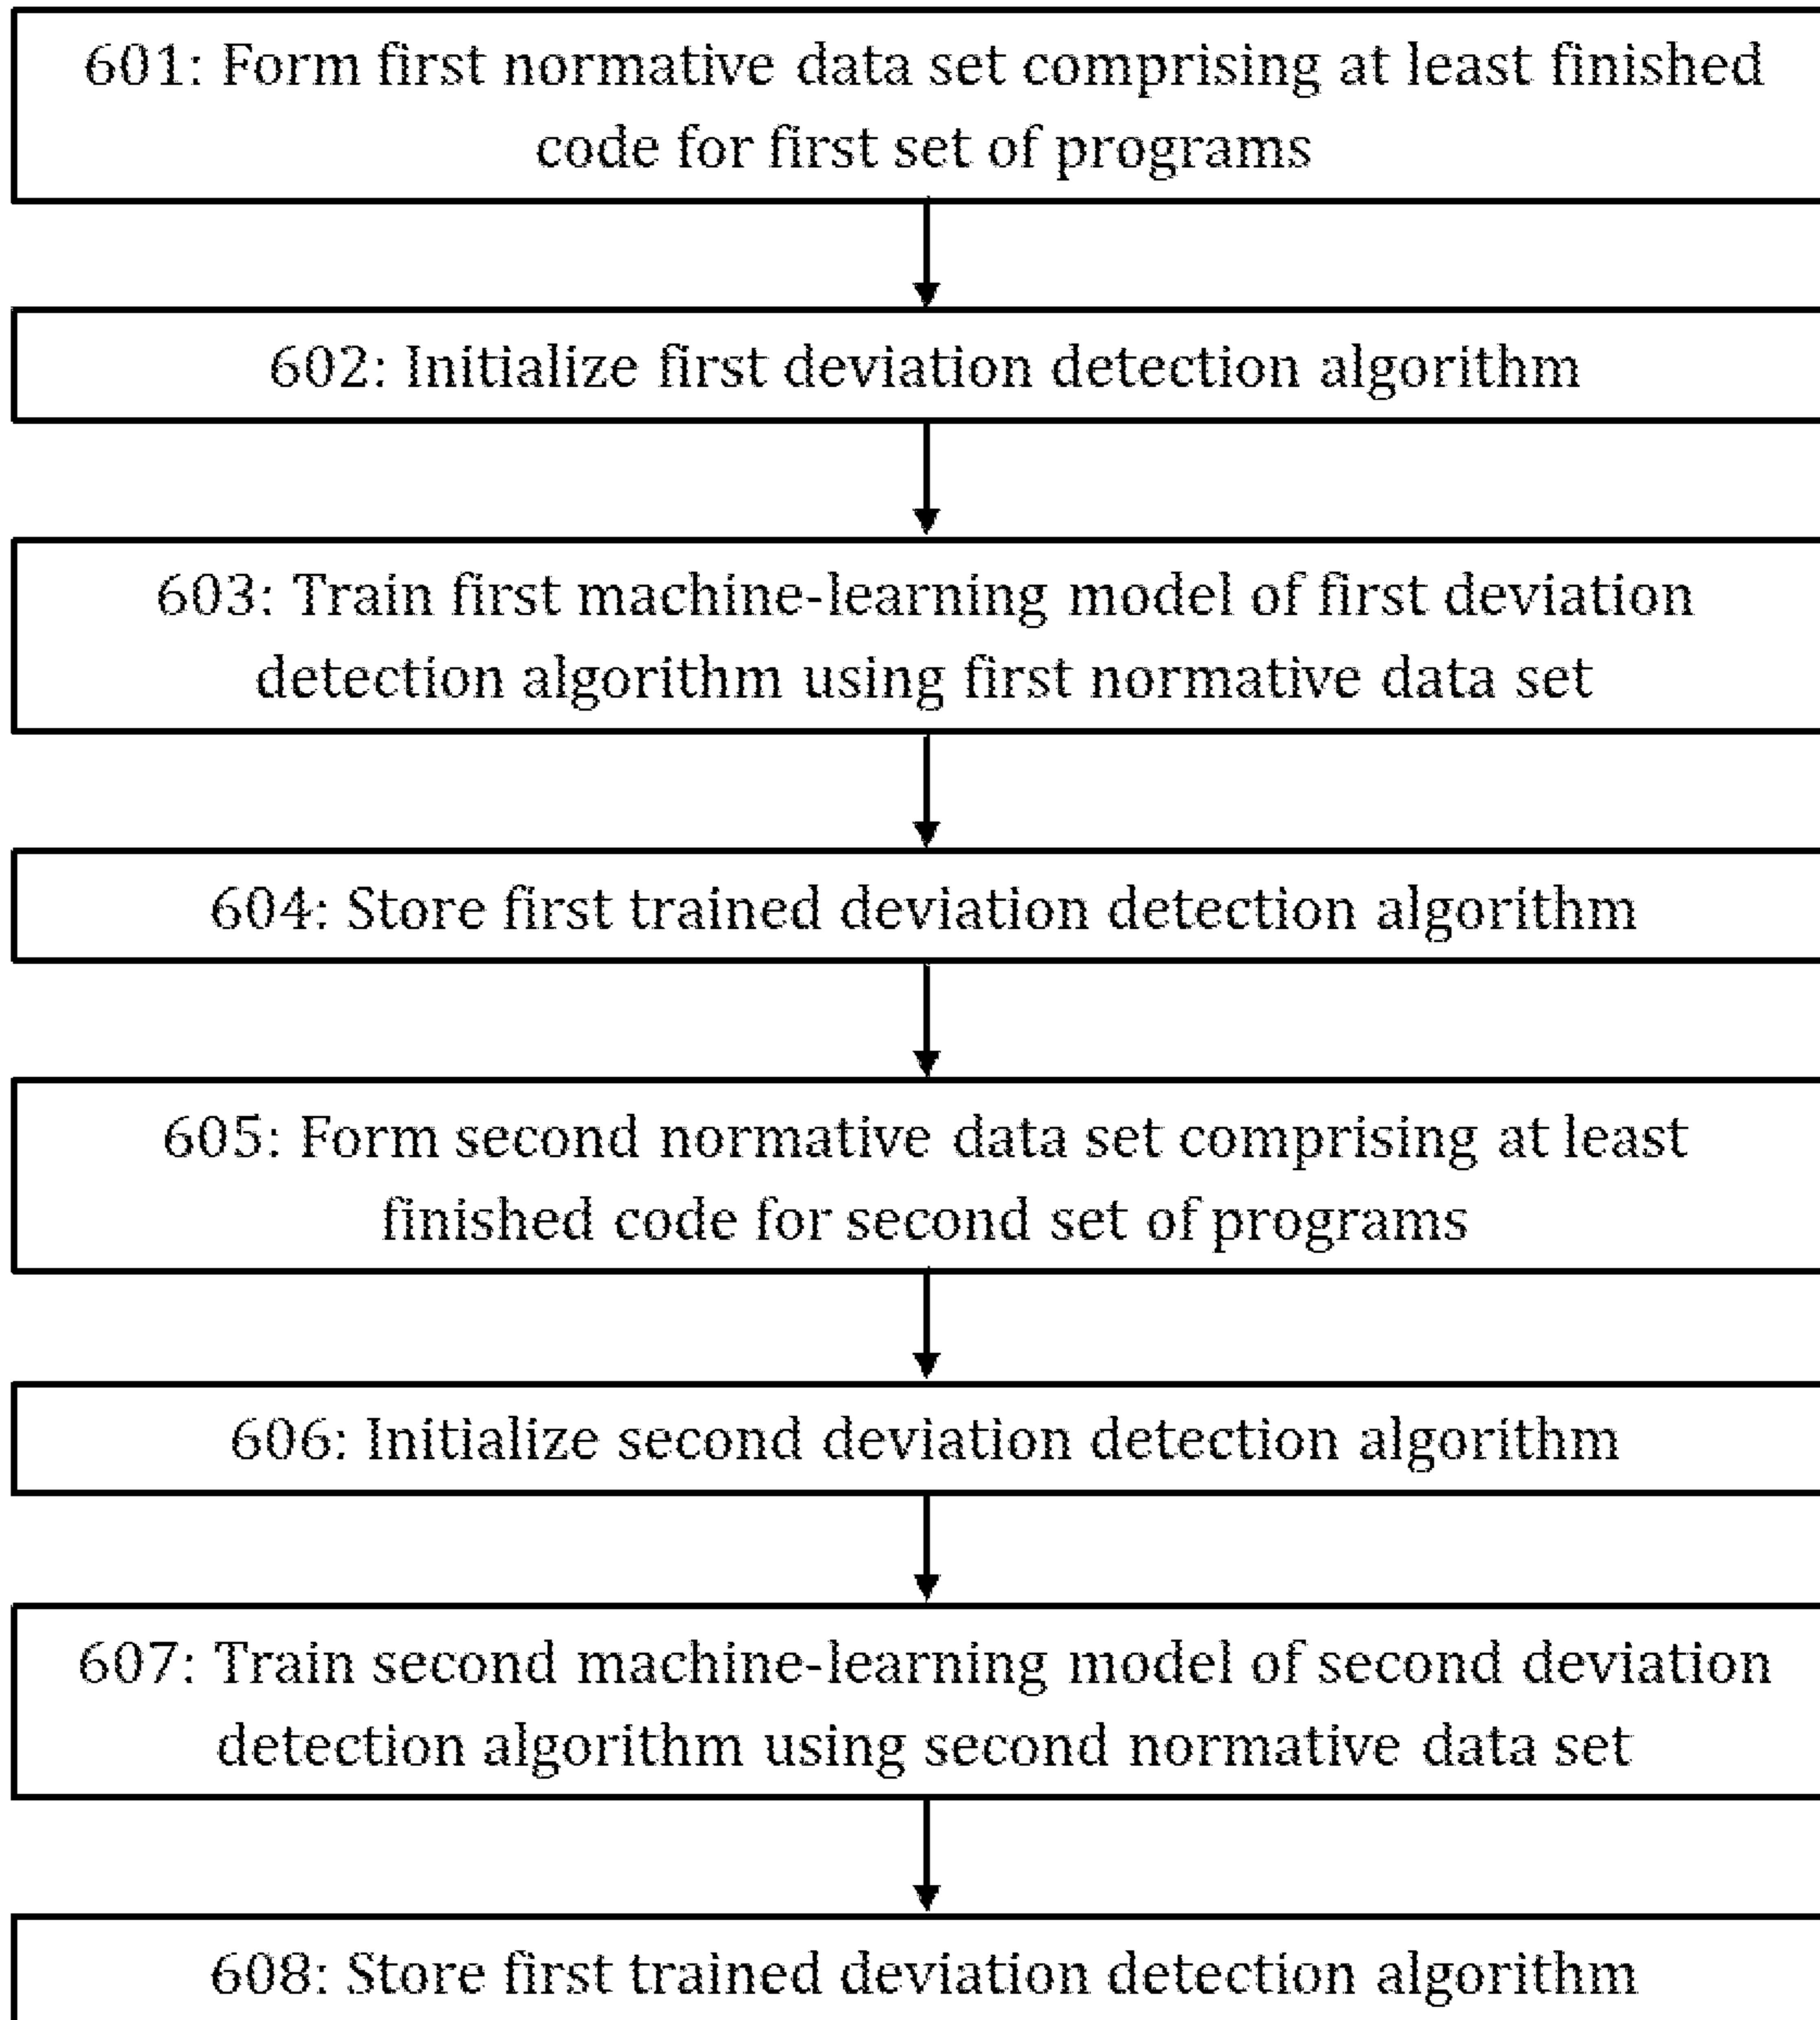 601: Form first normative data set comprising at least finished
code for first set of programs
602: Initialize first deviation detection algorithm
603: Train first machine-learning model of first deviation
detection algorithm using first normative data set
604: Store first trained deviation detection algorithm
605: Form second normative data set comprising at least
finished code for second set of programs
606: Initialize second deviation detection algorithm
607: Train second machine-learning model of second deviation
detection algorithm using second normative data set
608: Store first trained deviation detection algorithm